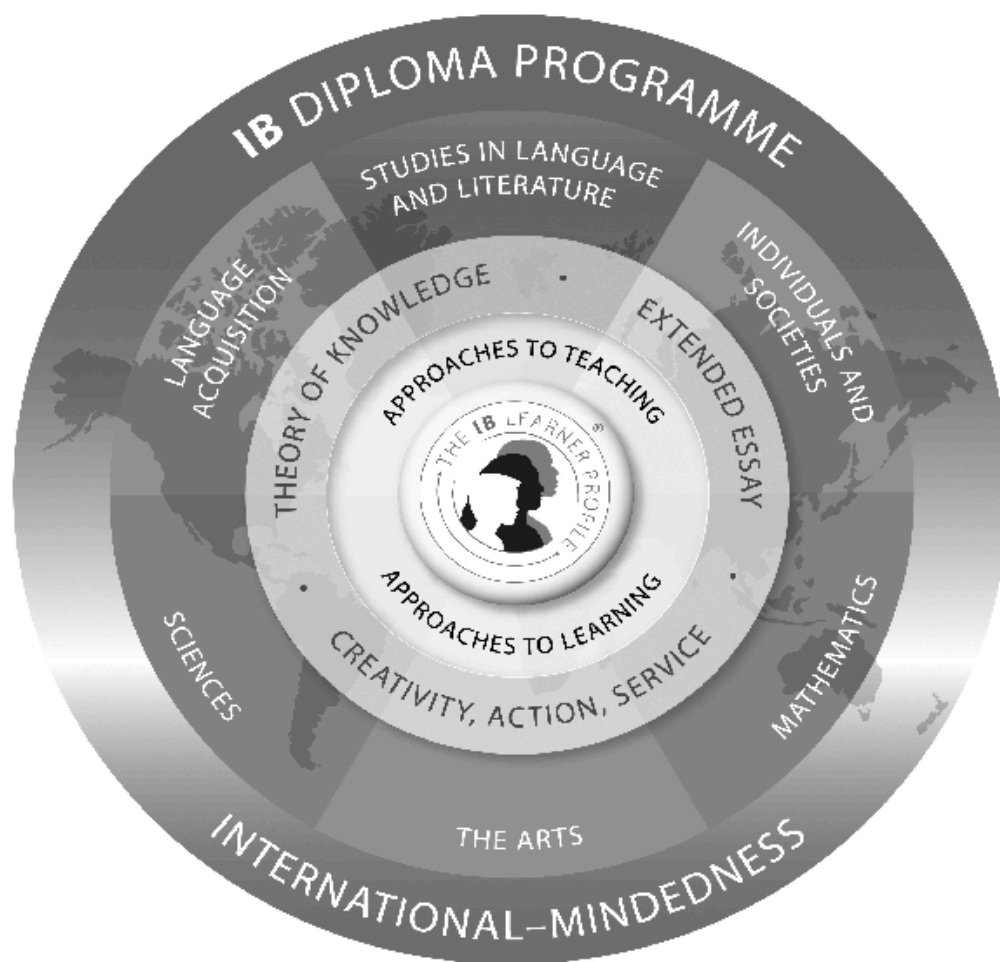 IB DIPLOMA PROGRAMME
STUDIES IN LANGUAGE
AND LITERATURE
LANGUAGE
ACQUISITION
INDIVIDUALS AND
SOCIETIES
THEORY OF KNOWLEDGE
EXTENDED ESSAY
APPROACHES TO TEACHING
THE IB LEARNER PROFILE
®
APPROACHES TO LEARNING
CREATIVITY, ACTION, SERVICE
SCIENCES
MATHEMATICS
THE ARTS
INTERNATIONAL–MINDEDNESS